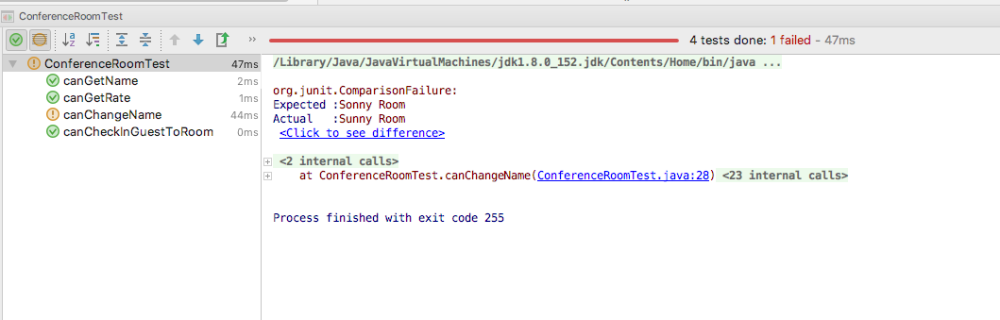 ConferenceRoomTest
4 tests done: 1 failed - 47ms
ConferenceRoomTest 47ms
canGetName 2ms
canGetRate 1ms
canChangeName 44ms
canCheckInGuestToRoom 0ms
/Library/Java/JavaVirtualMachines/jdk1.8.0_152.jdk/Contents/Home/bin/java ...
org.junit.ComparisonFailure:
Expected :Sonny Room
Actual   :Sunny Room
<Click to see difference>
<2 internal calls>
at ConferenceRoomTest.canChangeName(ConferenceRoomTest.java:28) <23 internal calls>
Process finished with exit code 255